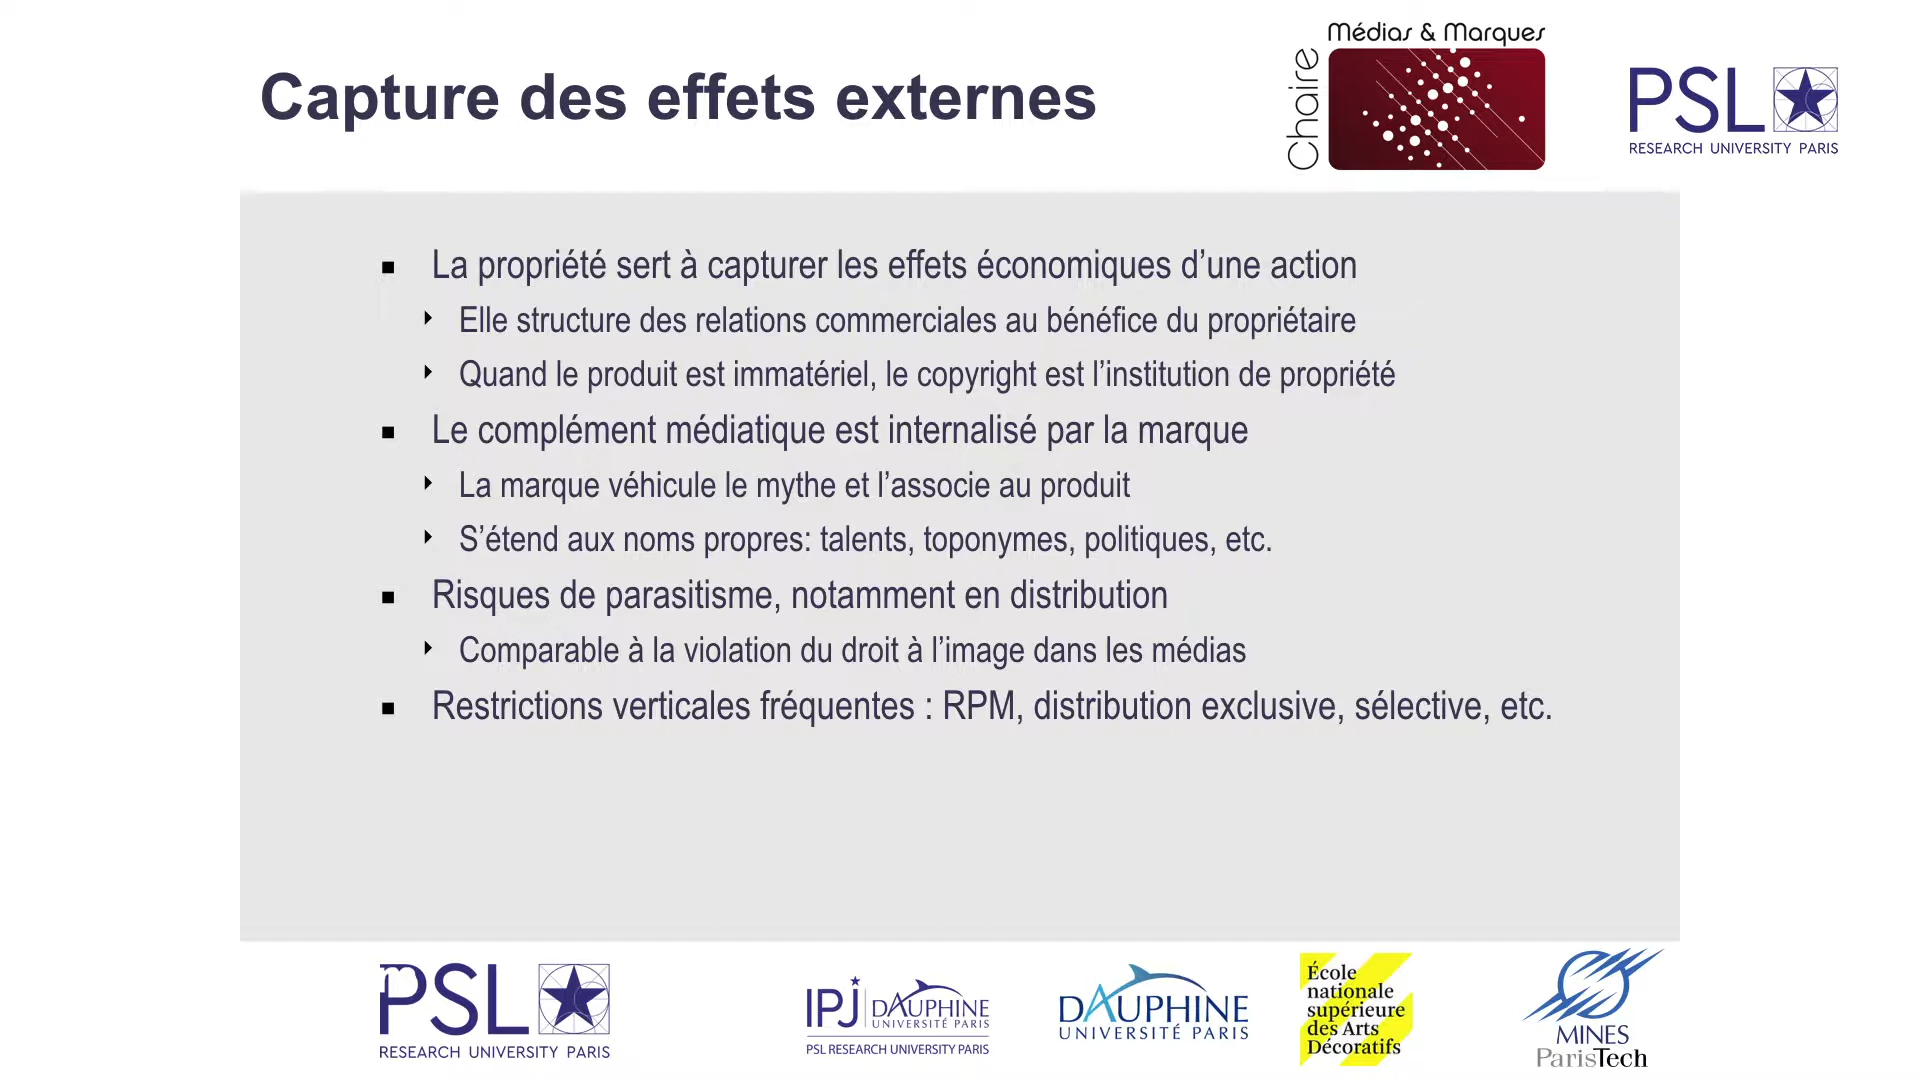 Capture des effets externes
Chaire
Médias & Marques
PSL
RESEARCH UNIVERSITY PARIS
La propriété sert à capturer les effets économiques d’une action
Elle structure des relations commerciales au bénéfice du propriétaire
Quand le produit est immatériel, le copyright est l’institution de propriété
Le complément médiatique est internalisé par la marque
La marque véhicule le mythe et l’associe au produit
S’étend aux noms propres: talents, toponymes, politiques, etc.
Risques de parasitisme, notamment en distribution
Comparable à la violation du droit à l’image dans les médias
Restrictions verticales fréquentes : RPM, distribution exclusive, sélective, etc.
PSL
RESEARCH UNIVERSITY PARIS
IPJ DAUPHINE
UNIVERSITÉ PARIS
PSL RESEARCH UNIVERSITY PARIS
DAUPHINE
UNIVERSITÉ PARIS
École
nationale
supérieure
des Arts
Décoratifs
MINES
ParisTech